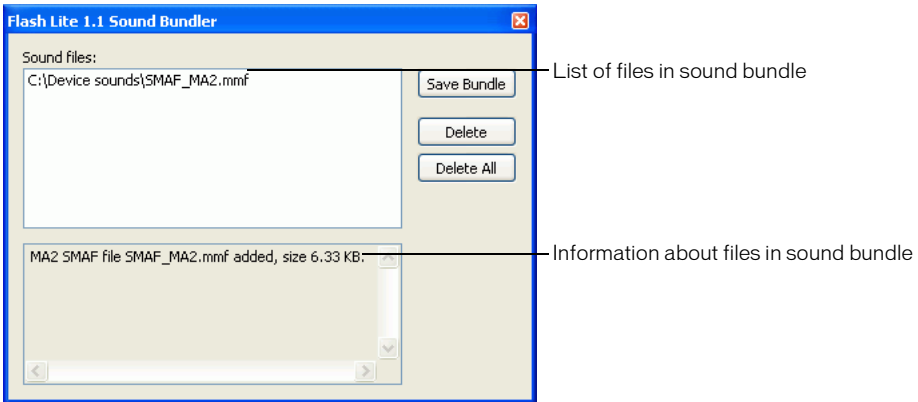 Flash Lite 1.1 Sound Bundler
Sound files:
C:\Device sounds\SMAF_MA2.mmf
Save Bundle
Delete
Delete All
MA2 SMAF file SMAF_MA2.mmf added, size 6.33 KB.
List of files in sound bundle
Information about files in sound bundle